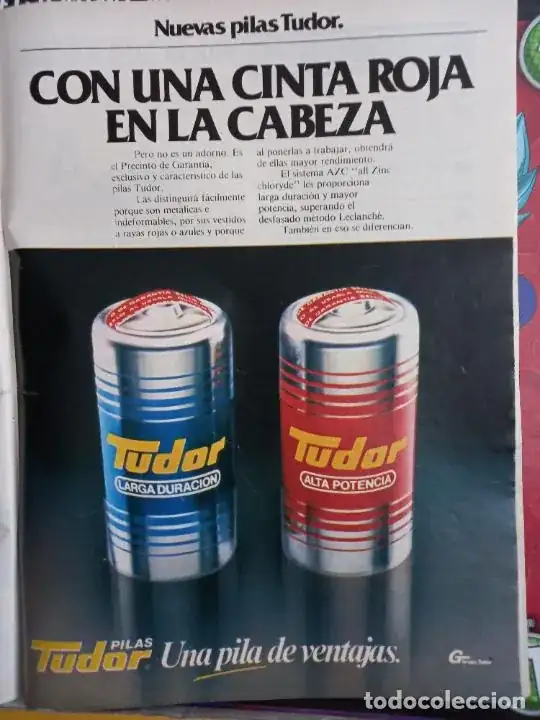 Nuevas pilas Tudor.
CON UNA CINTA ROJA
EN LA CABEZA
Pero no es un adorno. Es
el Precinto de Garantía,
exclusivo y característico de las
pilas Tudor.
Las distinguirá fácilmente
porque son metálicas e
indeformables, por sus vestidos
a rayas rojas o azules y porque
al ponerlas a trabajar, obtendrá
de ellas mayor rendimiento.
El sistema AZC "all Zinc
chloryde" les proporciona
larga duración y mayor
potencia, superando el
desfasado método Leclanché.
También en eso se diferencian.
Tudor
LARGA DURACION
Tudor
ALTA POTENCIA
PILAS
Tudor
Una pila de ventajas.
todocoleccion